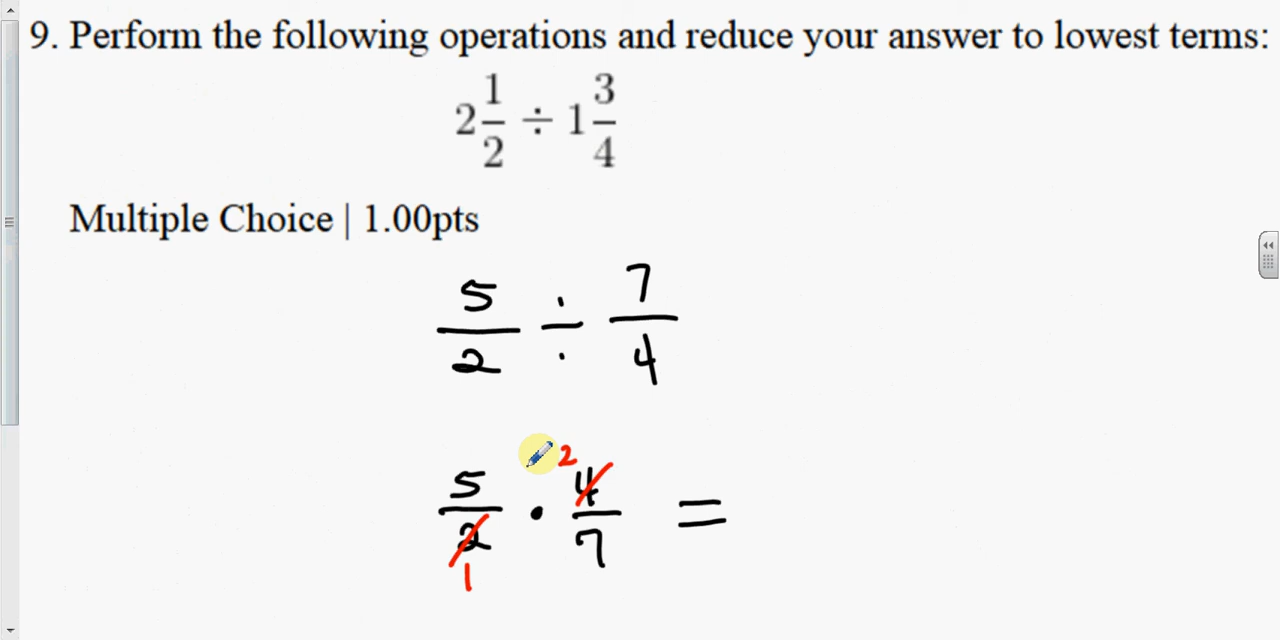 9. Perform the following operations and reduce your answer to lowest terms:
2 1/2 ÷ 1 3/4
Multiple Choice | 1.00pts
5/2 ÷ 7/4
5/2 · 4/7 =
2
1